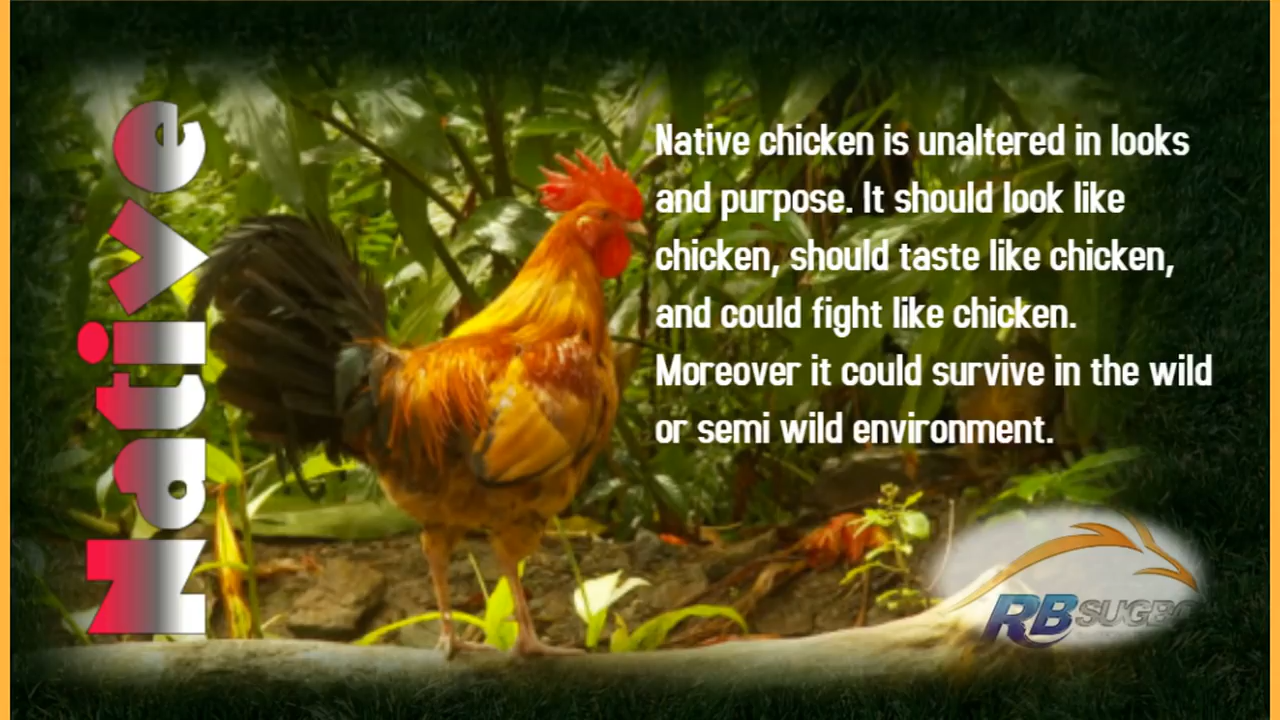 Native
Native chicken is unaltered in looks
and purpose. It should look like
chicken, should taste like chicken,
and could fight like chicken.
Moreover it could survive in the wild
or semi wild environment.
RB SUGBO